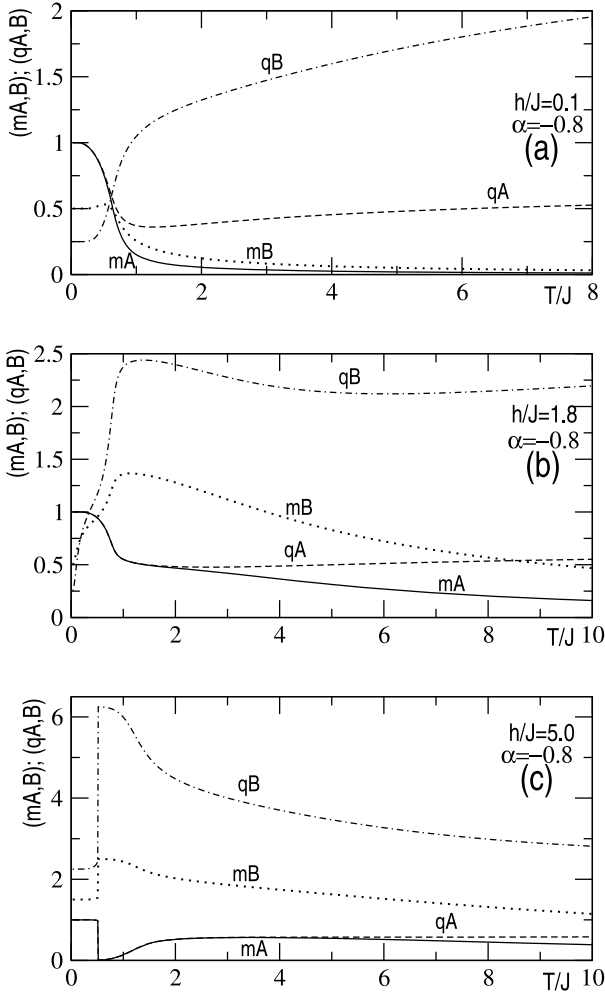 (mA,B); (qA,B)
2
1.5
1
0.5
0
qB
h/J=0.1
α=−0.8
(a)
qA
mB
mA
0 2 4 6 T/J 8
(mA,B); (qA,B)
2.5
2
1.5
1
0.5
0
qB
h/J=1.8
α=−0.8
(b)
mB
qA
mA
0 2 4 6 8 T/J 10
(mA,B); (qA,B)
6
4
2
0
h/J=5.0
α=−0.8
(c)
qB
mB
qA
mA
0 2 4 6 8 T/J 10